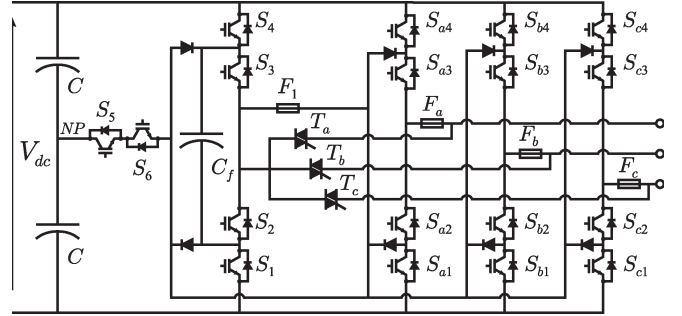 S4 Sa4 Sb4 Sc4
C S3 Sa3 Sb3 Sc3
S5 F1 Fa
NP Ta Fb
Vdc S6 Cf Tb Fc
Tc
S2 Sa2 Sb2 Sc2
C S1 Sa1 Sb1 Sc1